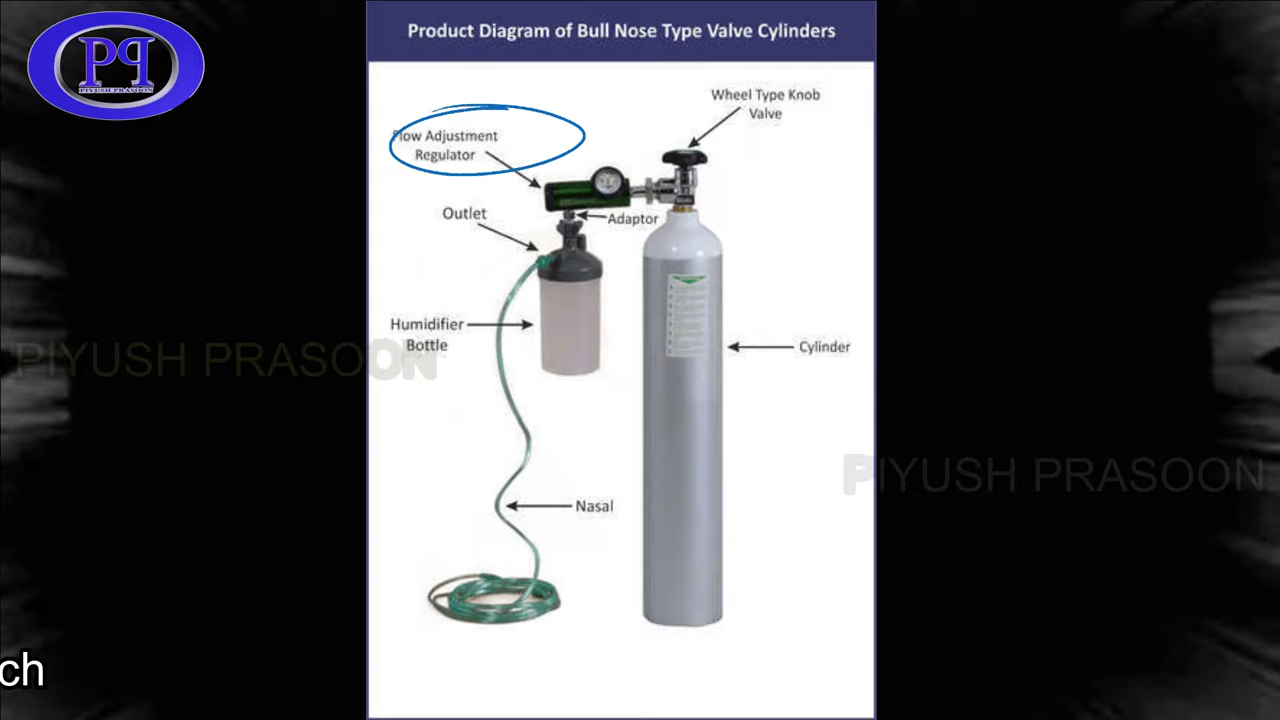 PP
PIYUSH PRASOON
Product Diagram of Bull Nose Type Valve Cylinders
Wheel Type Knob
Valve
Flow Adjustment
Regulator
Outlet
Adaptor
Humidifier
Bottle
Cylinder
PIYUSH PRASOON
PIYUSH PRASOON
Nasal
ch